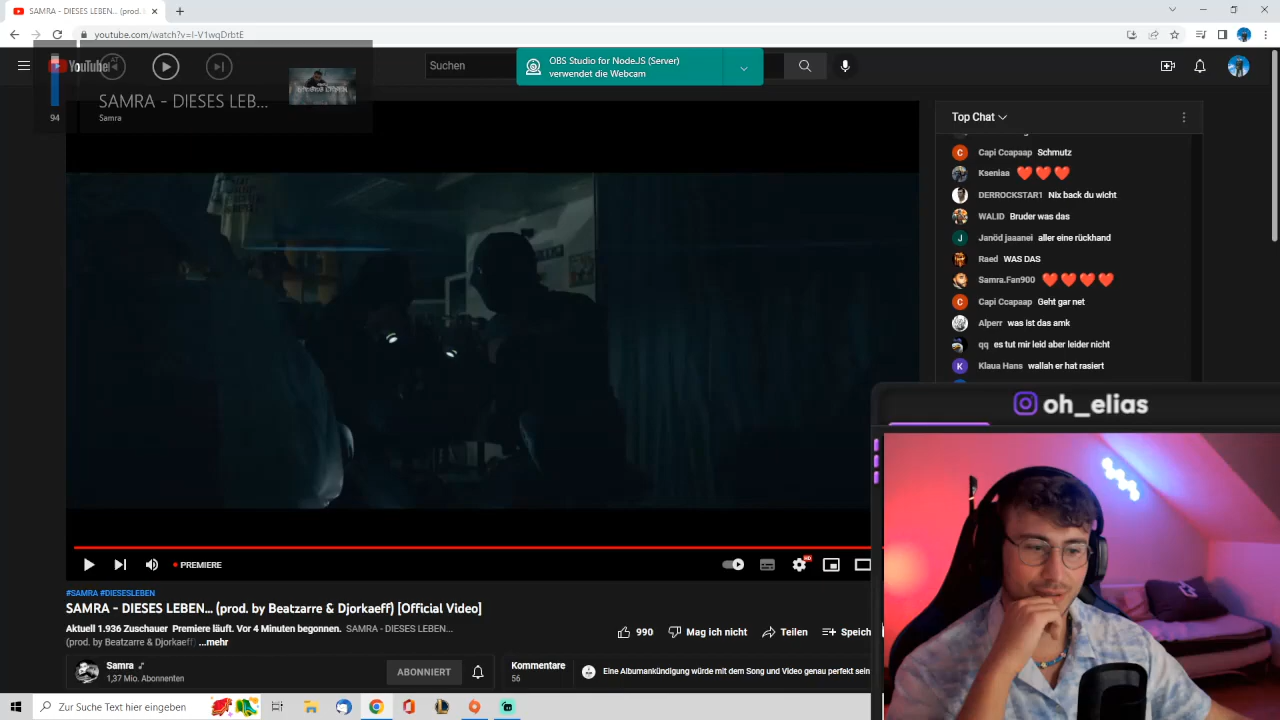 SAMRA - DIESES LEBEN... (prod. b
youtube.com/watch?v=I-V1wqDrbtE
YouTube
SAMRA - DIESES LEB...
Samra
94
Suchen
OBS Studio for NodeJS (Server)
verwendet die Webcam
Top Chat
Capi Ccapaap Schmutz
Kseniaa ❤️❤️❤️
DERROCKSTAR1 Nix back du wicht
WALID Bruder was das
J Janöd jaaanei aller eine rückhand
Raed WAS DAS
Samra.Fan900 ❤️❤️❤️❤️
C Capi Ccapaap Geht gar net
Alperr was ist das amk
qq es tut mir leid aber leider nicht
K Klaua Hans wallah er hat rasiert
oh_elias
PREMIERE
HD
#SAMRA #DIESESLEBEN
SAMRA - DIESES LEBEN... (prod. by Beatzarre & Djorkaeff) [Official Video]
Aktuell 1.936 Zuschauer Premiere läuft. Vor 4 Minuten begonnen. SAMRA - DIESES LEBEN...
(prod. by Beatzarre & Djorkaeff) ...mehr
990
Mag ich nicht
Teilen
Speich
Samra
1,37 Mio. Abonnenten
ABONNIERT
Kommentare
56
Eine Albumankündigung würde mit dem Song und Video genau perfekt sein
Zur Suche Text hier eingeben